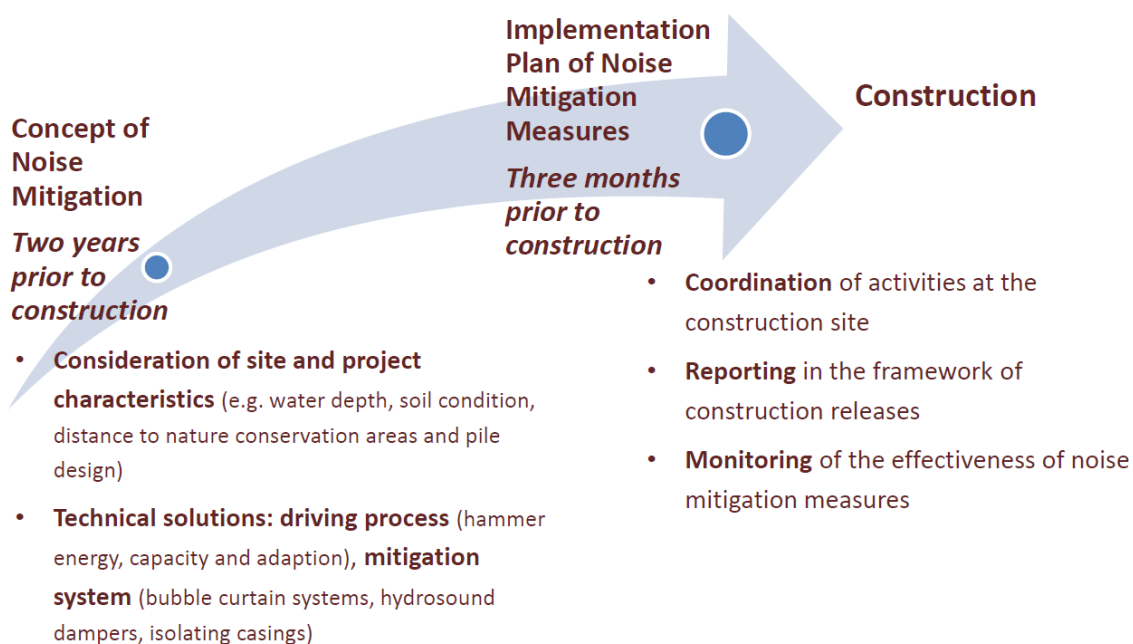 Concept of
Noise
Mitigation
Two years
prior to
construction
• Consideration of site and project
characteristics (e.g. water depth, soil condition,
distance to nature conservation areas and pile
design)
• Technical solutions: driving process (hammer
energy, capacity and adaption), mitigation
system (bubble curtain systems, hydrosound
dampers, isolating casings)
Implementation
Plan of Noise
Mitigation
Measures
Three months
prior to
construction
Construction
• Coordination of activities at the
construction site
• Reporting in the framework of
construction releases
• Monitoring of the effectiveness of noise
mitigation measures